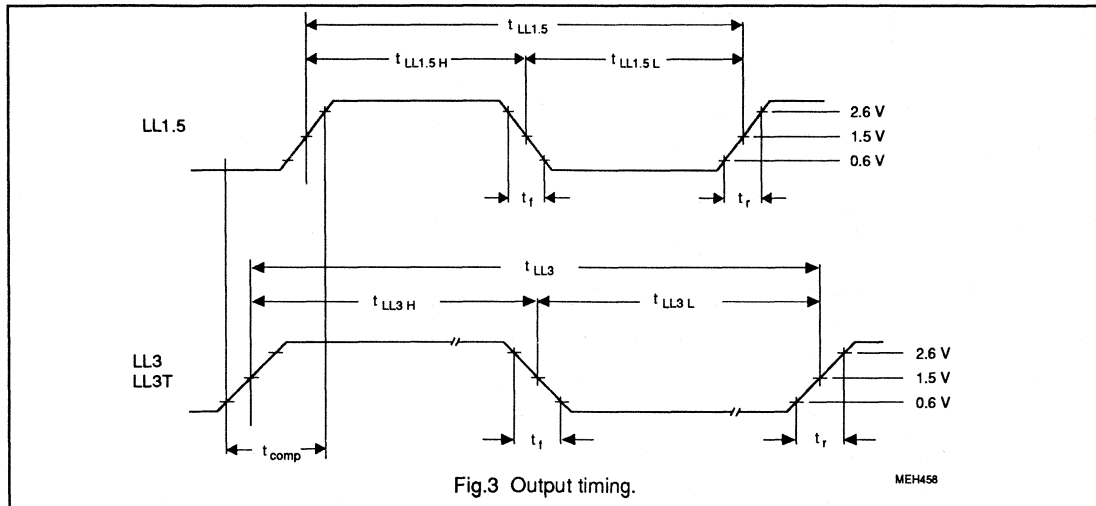 t LL1.5
t LL1.5 H
t LL1.5 L
LL1.5
2.6 V
1.5 V
0.6 V
t f
t r
t LL3
t LL3 H
t LL3 L
LL3
LL3T
2.6 V
1.5 V
0.6 V
t comp
t f
t r
Fig.3 Output timing.
MEH458